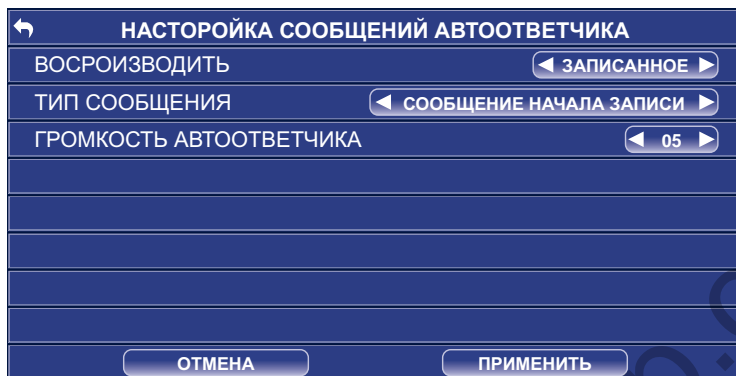 НАСТОРОЙКА СООБЩЕНИЙ АВТООТВЕТЧИКА
ВОСРОИЗВОДИТЬ ЗАПИСАННОЕ
ТИП СООБЩЕНИЯ СООБЩЕНИЕ НАЧАЛА ЗАПИСИ
ГРОМКОСТЬ АВТООТВЕТЧИКА 05
ОТМЕНА ПРИМЕНИТЬ